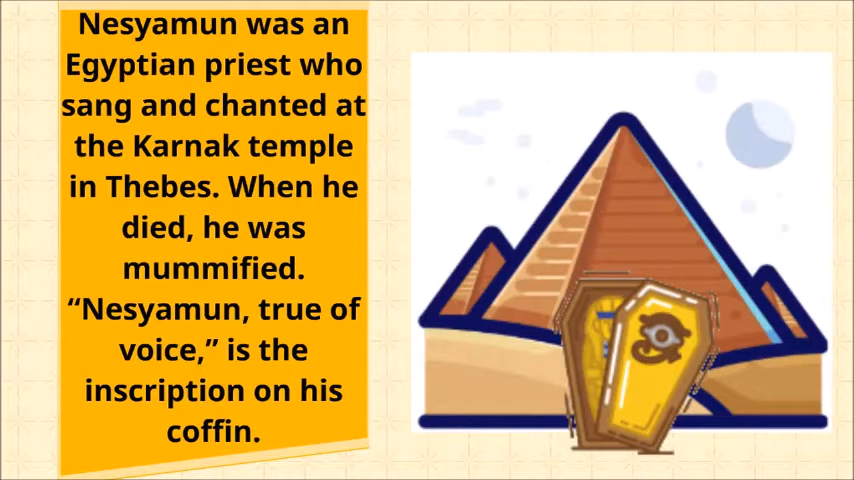 Nesyamun was an
Egyptian priest who
sang and chanted at
the Karnak temple
in Thebes. When he
died, he was
mummified.
“Nesyamun, true of
voice,” is the
inscription on his
coffin.